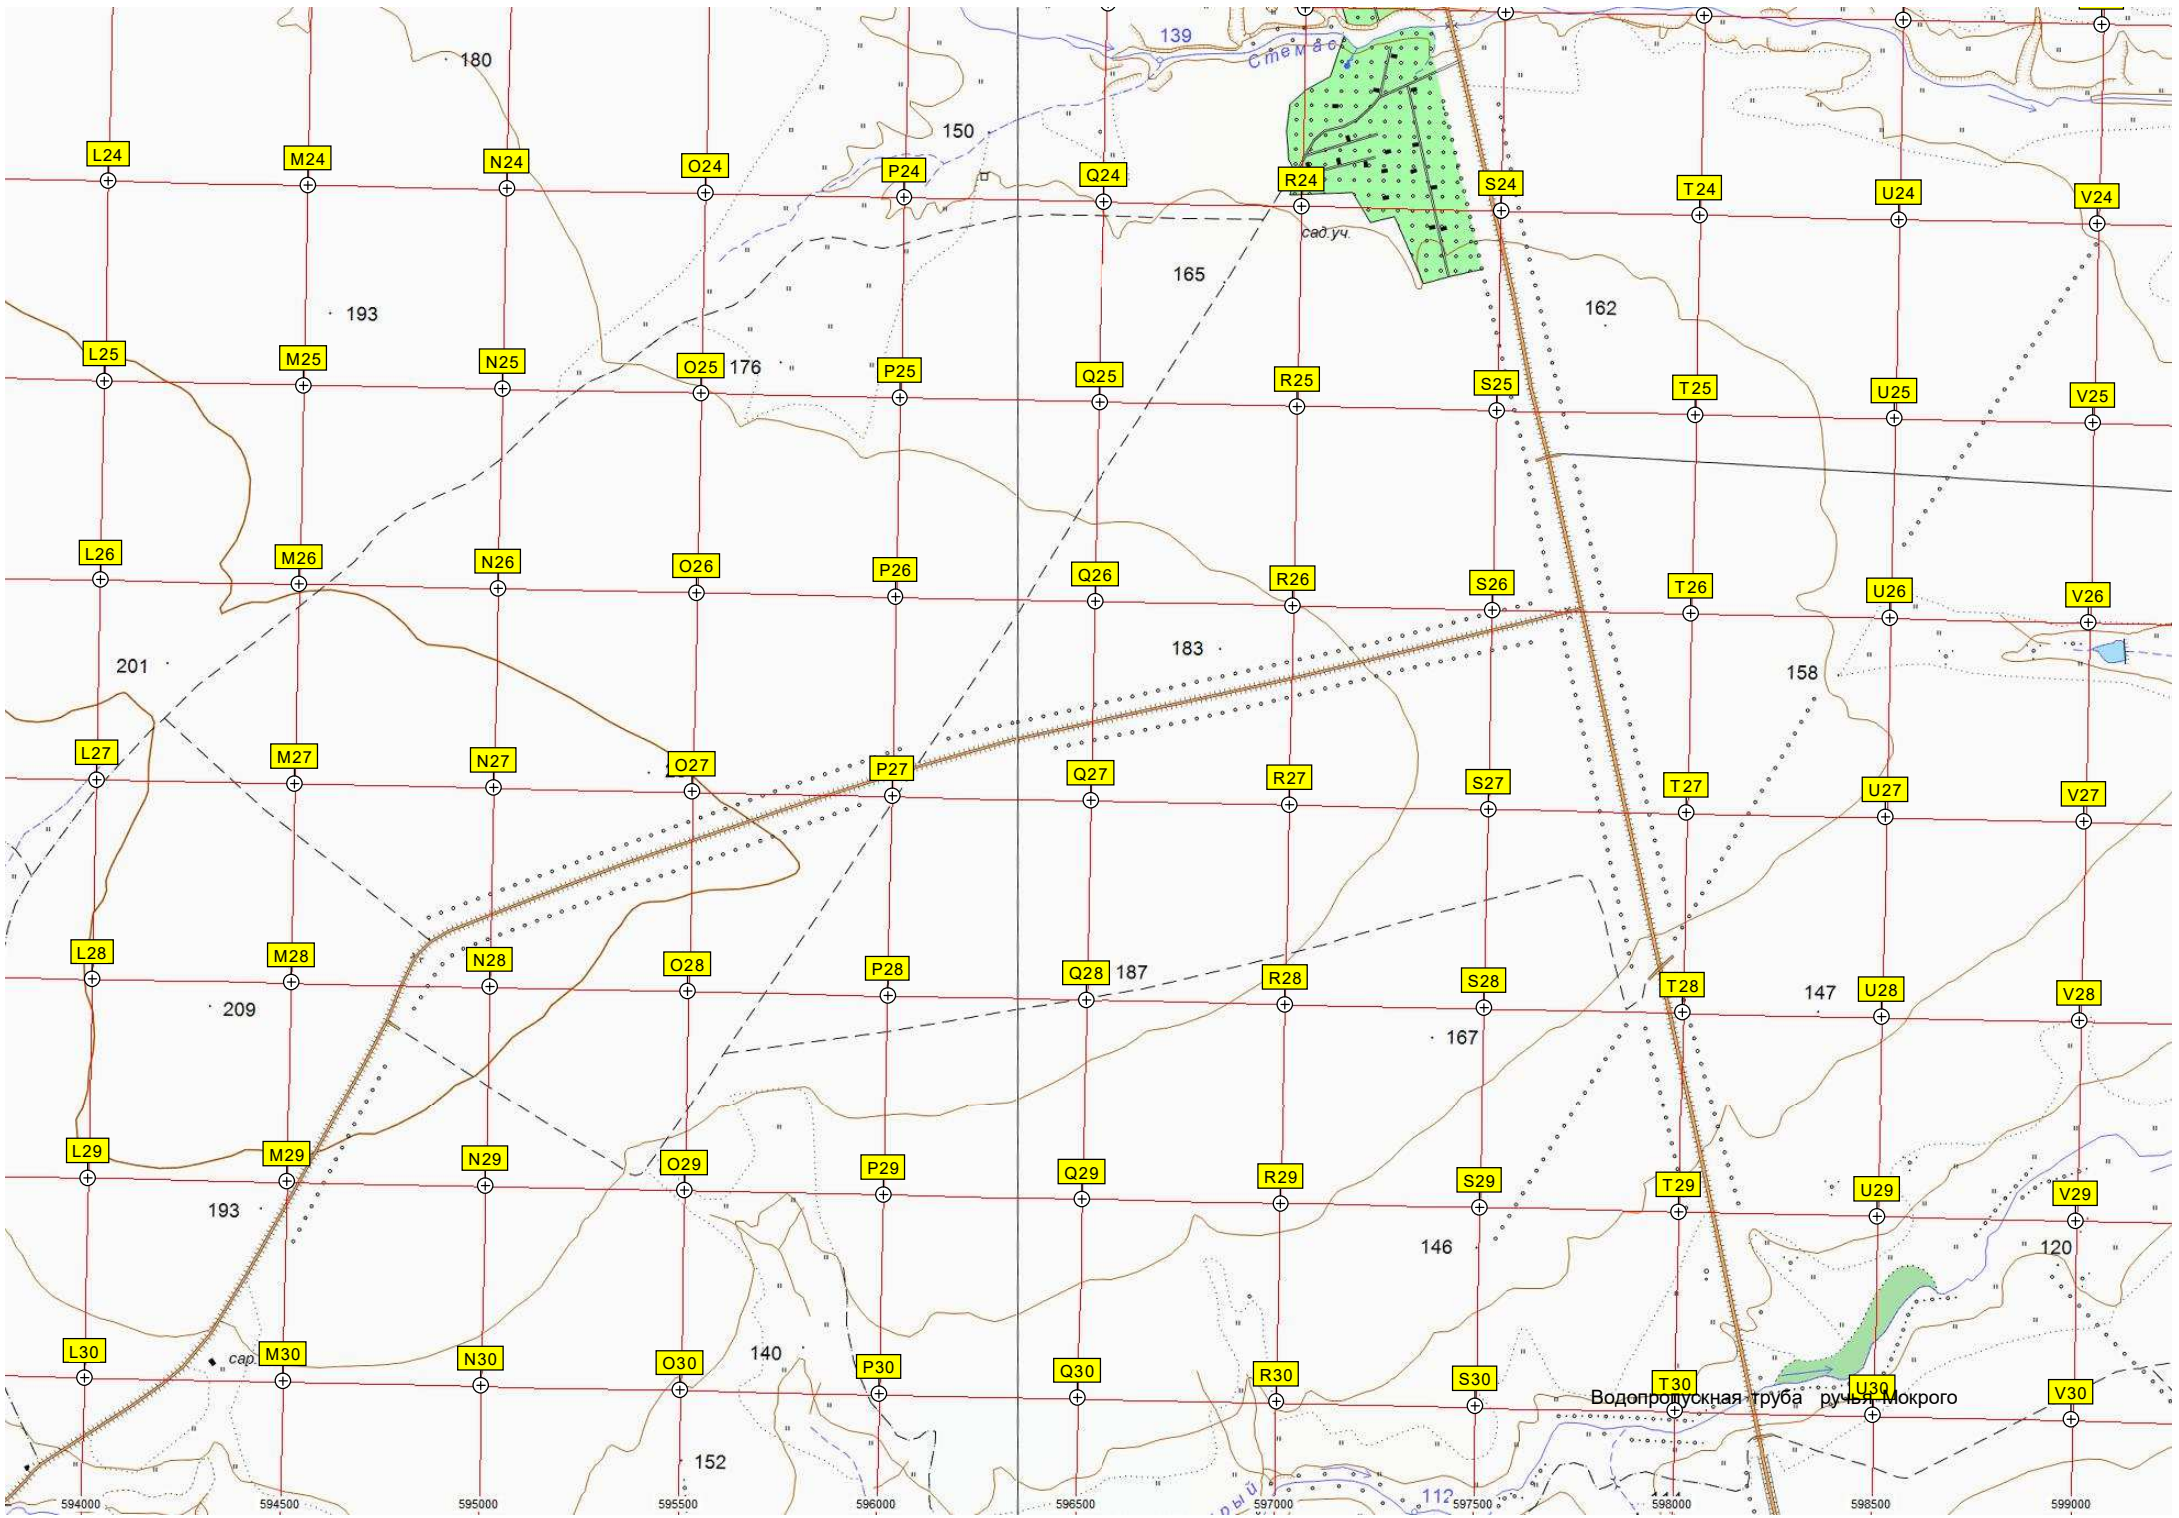 139
Стемас
180
150
L24 M24 N24 O24 P24 Q24 R24 S24 T24 U24 V24
сад.уч.
165
193
162
L25 M25 N25 O25 176 P25 Q25 R25 S25 T25 U25 V25
L26 M26 N26 O26 P26 Q26 R26 S26 T26 U26 V26
183
201
158
L27 M27 N27 O27 P27 Q27 R27 S27 T27 U27 V27
L28 M28 N28 O28 P28 Q28 187 R28 S28 T28 147 U28 V28
209
167
L29 M29 N29 O29 P29 Q29 R29 S29 T29 U29 V29
193
146
120
L30 сар. M30 N30 O30 140 P30 Q30 R30 S30 T30 U30 V30
Водопропускная труба ручья Мокрого
152
рый
112
594000 594500 595000 595500 596000 596500 597000 597500 598000 598500 599000